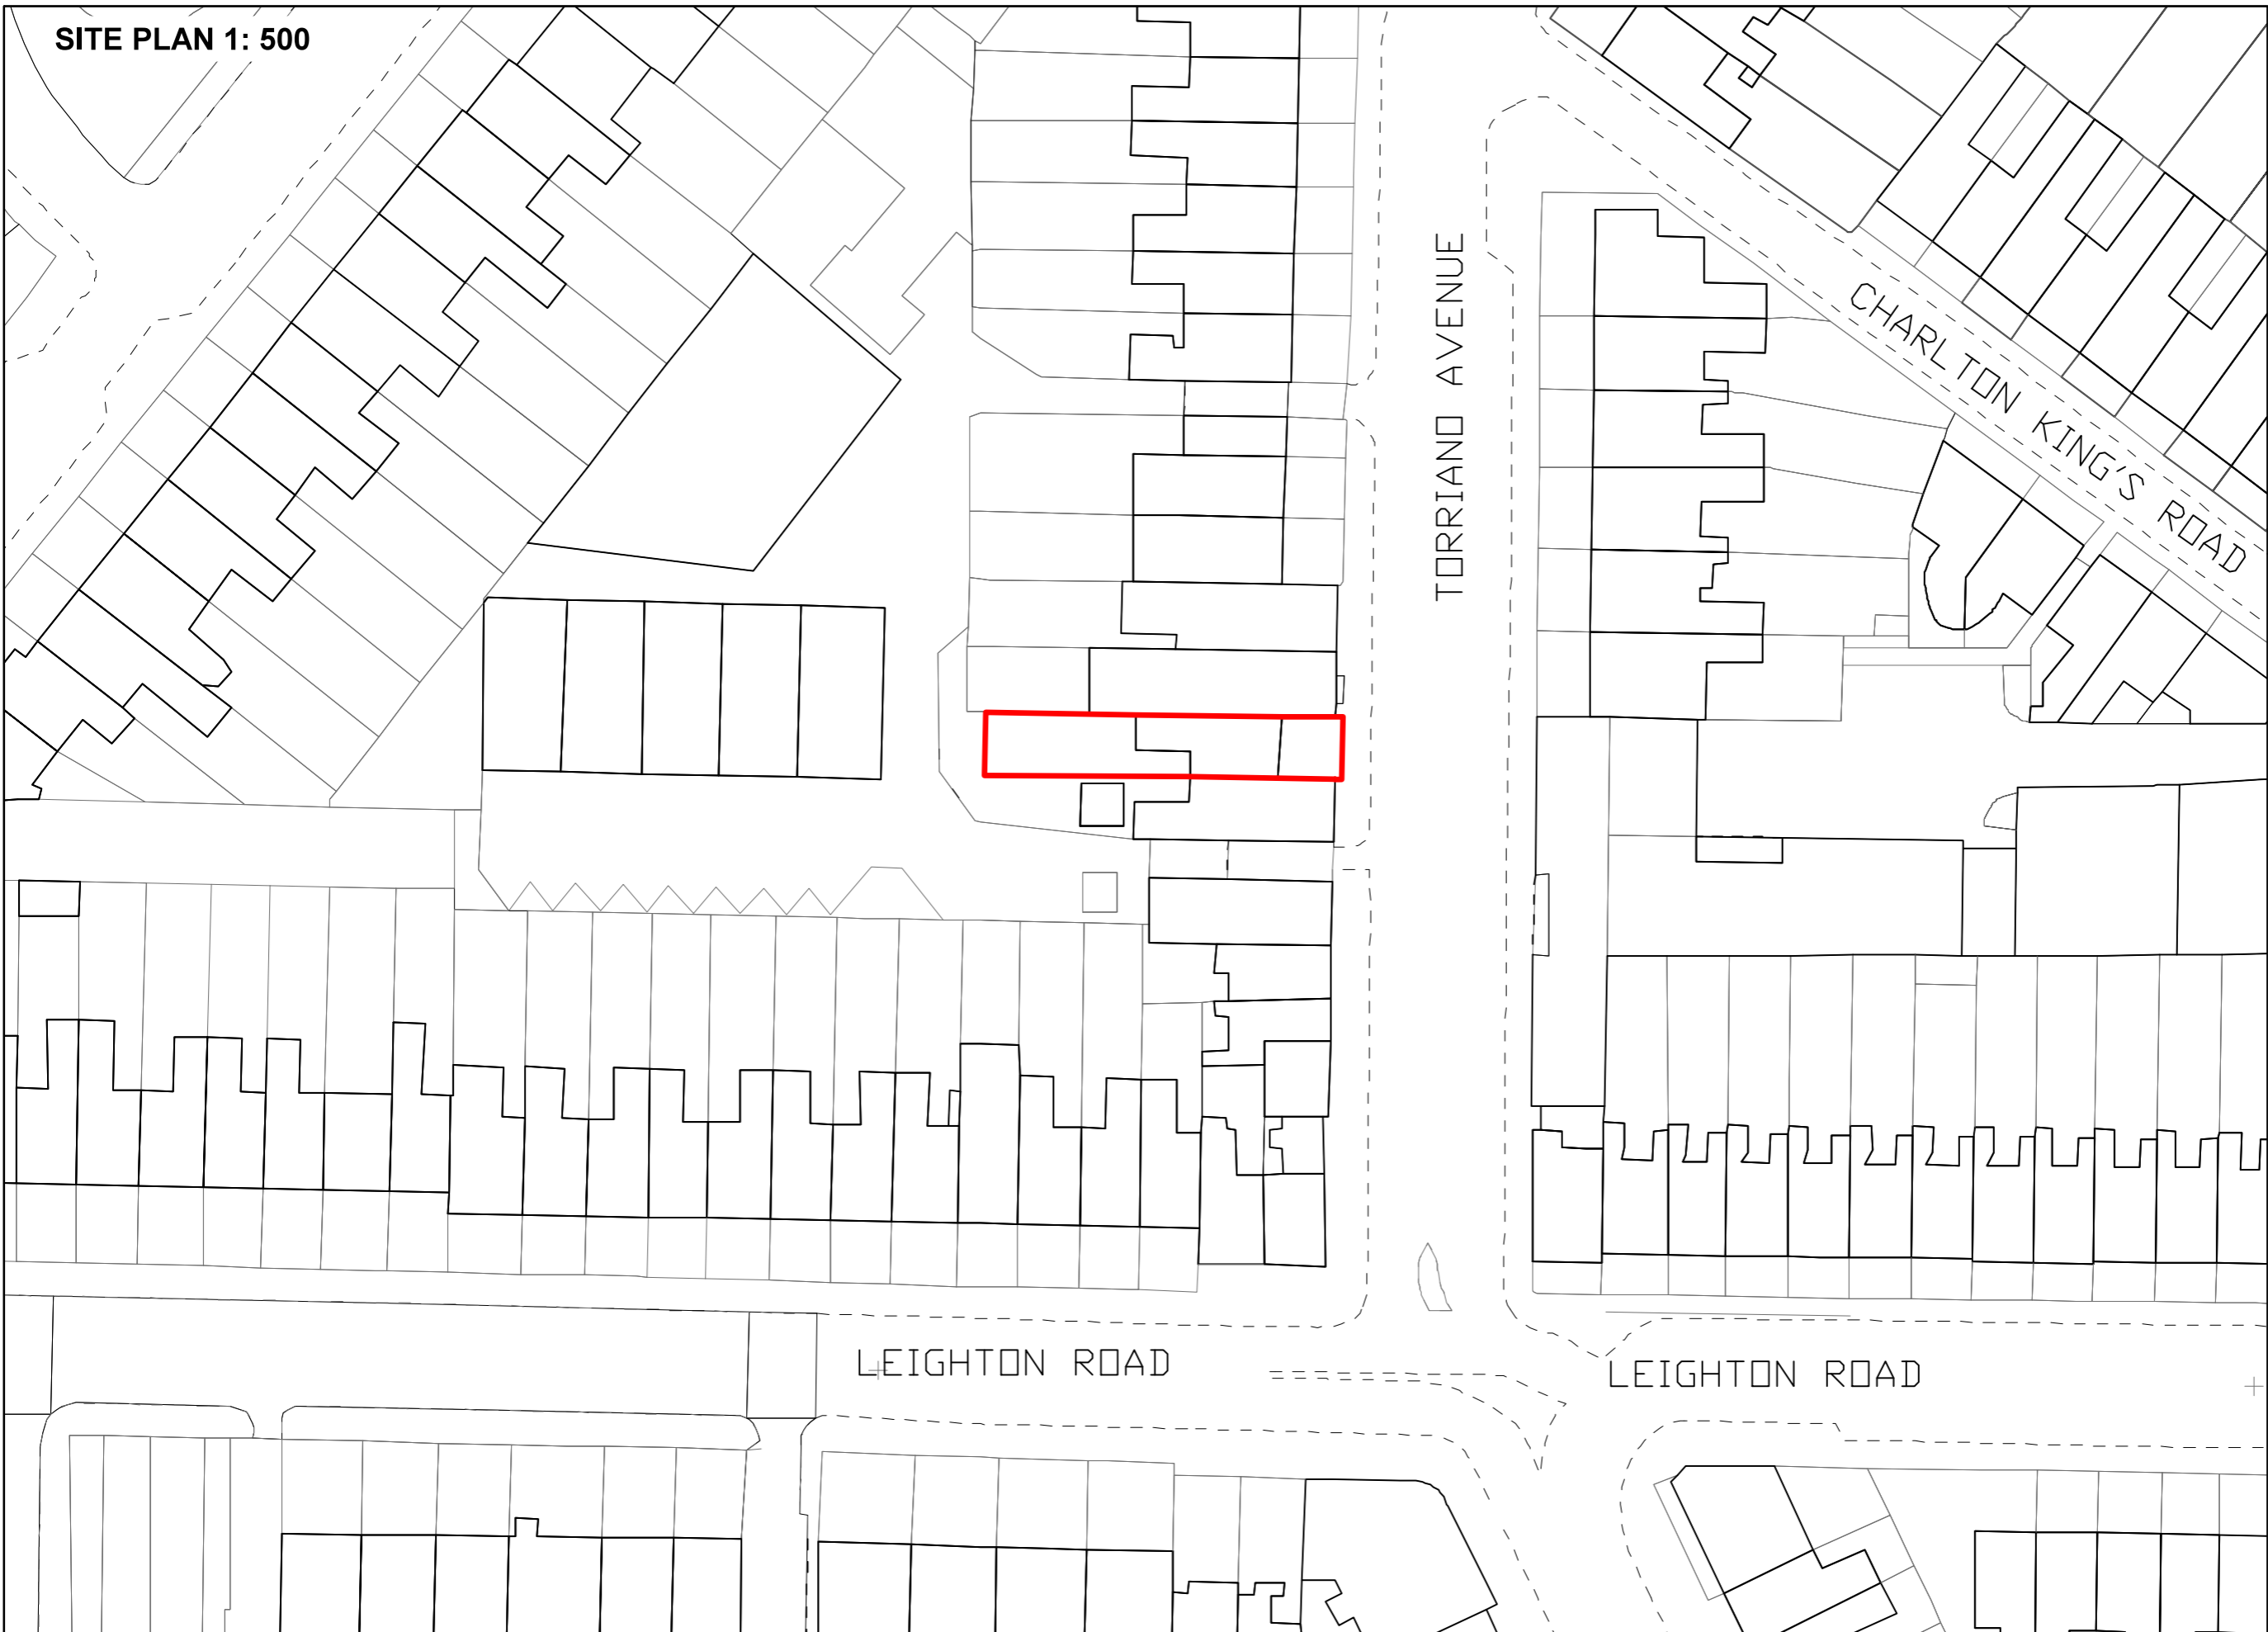 SITE PLAN 1: 500
TORRIANO AVENUE
CHARLTON KING'S ROAD
LEIGHTON ROAD
LEIGHTON ROAD